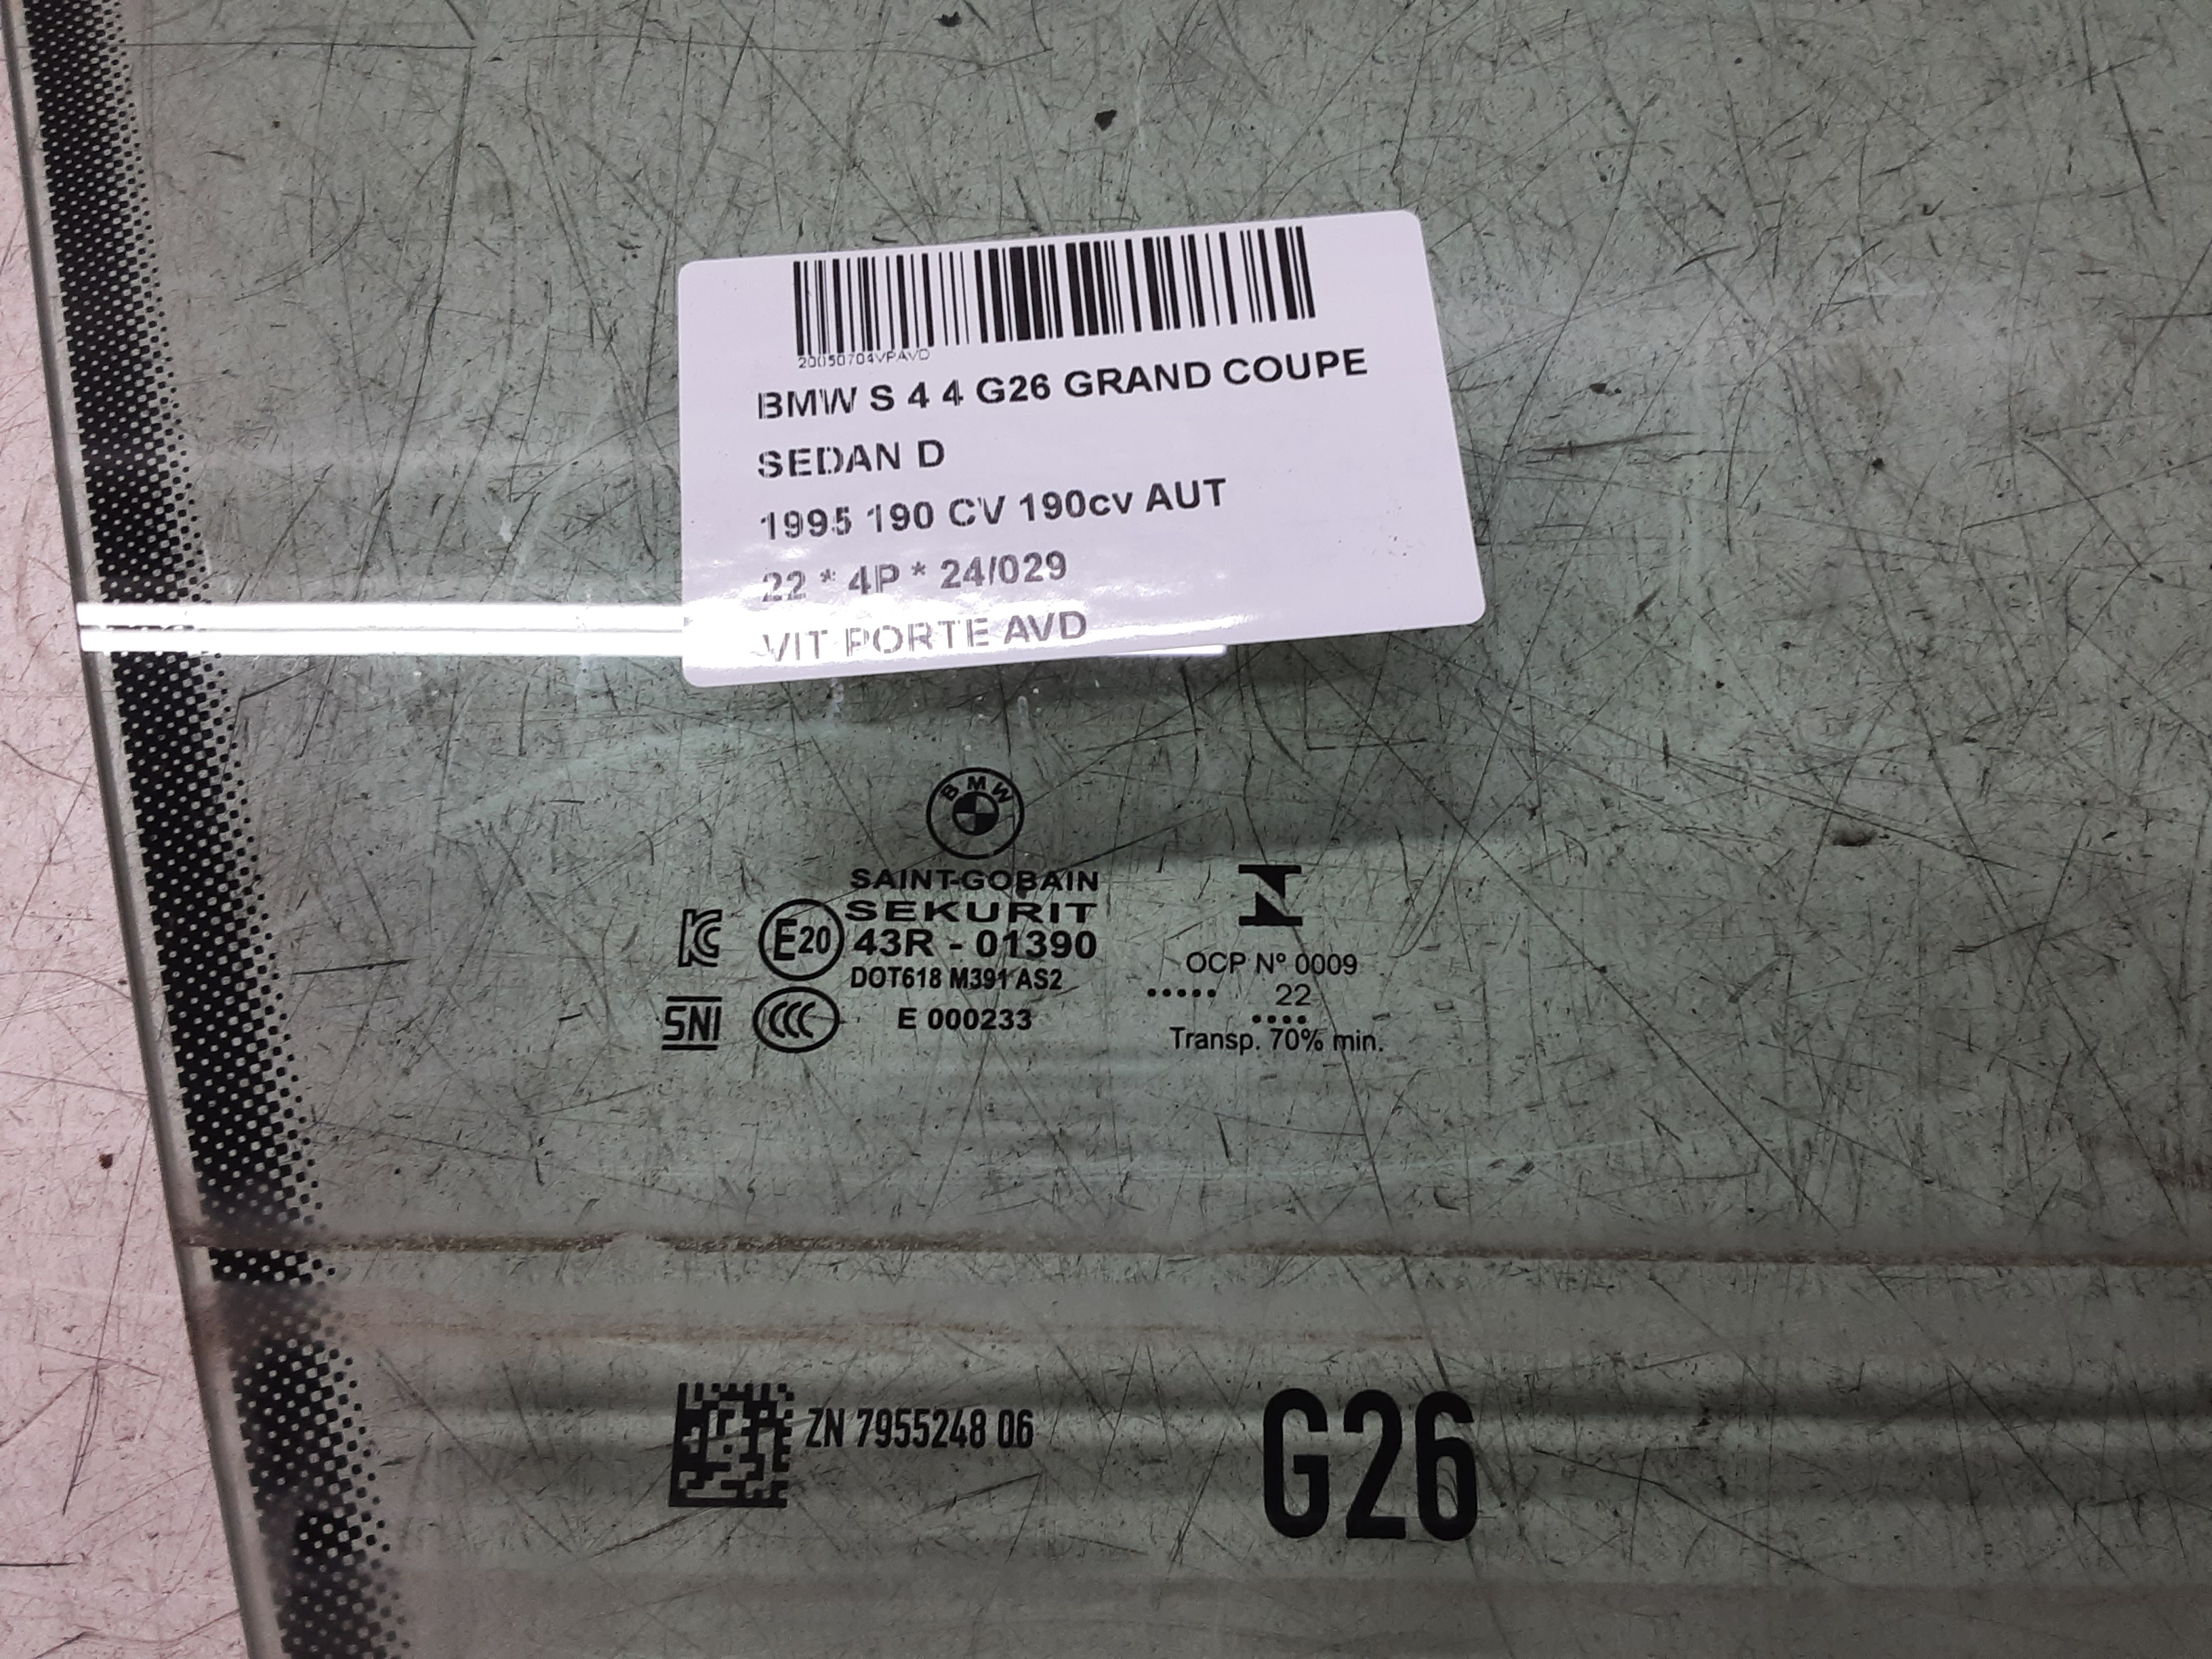 20050704VPAVD
BMW S 4 4 G26 GRAND COUPE
SEDAN D
1995 190 CV 190cv AUT
22 * 4P * 24/029
VIT PORTE AVD
BMW
SAINT-GOBAIN
SEKURIT
E20 43R - 01390
DOT618 M391 AS2
E 000233
KC
SNI
CCC
N
OCP Nº 0009
..... 22
....
Transp. 70% min.
ZN 7955248 06
G26